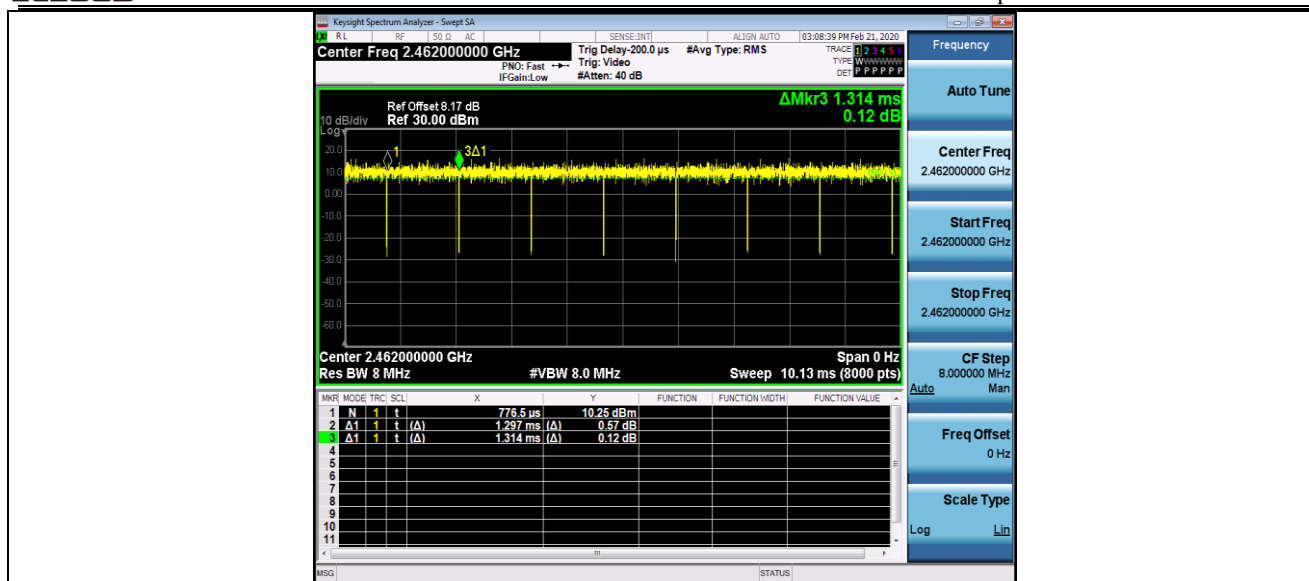 Keysight Spectrum Analyzer - Swept SA
RL RF 50 Ω AC SENSE:INT ALIGN AUTO 03:08:39 PM Feb 21, 2020
Center Freq 2.462000000 GHz
PNO: Fast
IFGain:Low
Trig Delay-200.0 µs
Trig: Video
#Atten: 40 dB
#Avg Type: RMS
TRACE 1 2 3 4 5 6
TYPE WWWWWW
DET P P P P P P
Frequency
Auto Tune
Center Freq
2.462000000 GHz
Start Freq
2.462000000 GHz
Stop Freq
2.462000000 GHz
CF Step
8.000000 MHz
Auto Man
Freq Offset
0 Hz
Scale Type
Log Lin
ΔMkr3 1.314 ms
0.12 dB
Ref Offset 8.17 dB
10 dB/div Ref 30.00 dBm
Log
20.0
10.0
0.00
-10.0
-20.0
-30.0
-40.0
-50.0
-60.0
1
3Δ1
Center 2.462000000 GHz Span 0 Hz
Res BW 8 MHz #VBW 8.0 MHz Sweep 10.13 ms (8000 pts)
MKR MODE TRC SCL X Y FUNCTION FUNCTION WIDTH FUNCTION VALUE
1 N 1 t 776.5 µs 10.25 dBm
2 Δ1 1 t (Δ) 1.297 ms (Δ) 0.57 dB
3 Δ1 1 t (Δ) 1.314 ms (Δ) 0.12 dB
4
5
6
7
8
9
10
11
MSG STATUS